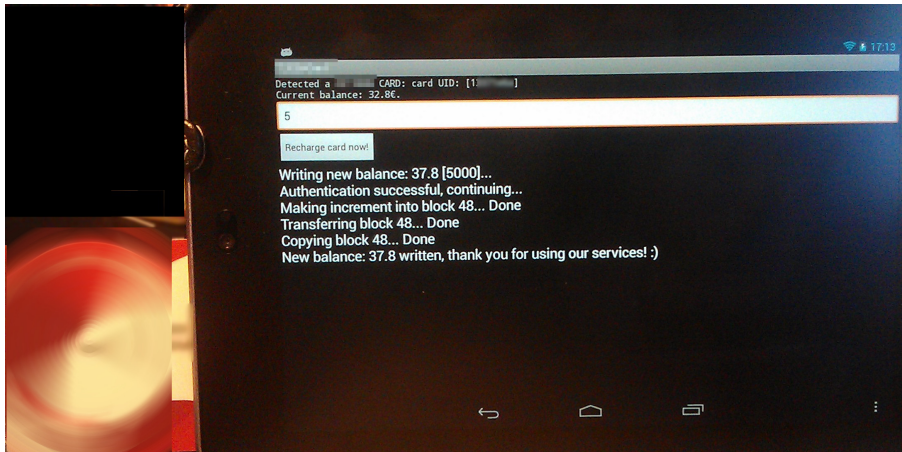 17:13
Detected a CARD: card UID: [1 ]
Current balance: 32.8€.
5
Recharge card now!
Writing new balance: 37.8 [5000]...
Authentication successful, continuing...
Making increment into block 48... Done
Transferring block 48... Done
Copying block 48... Done
New balance: 37.8 written, thank you for using our services! :)